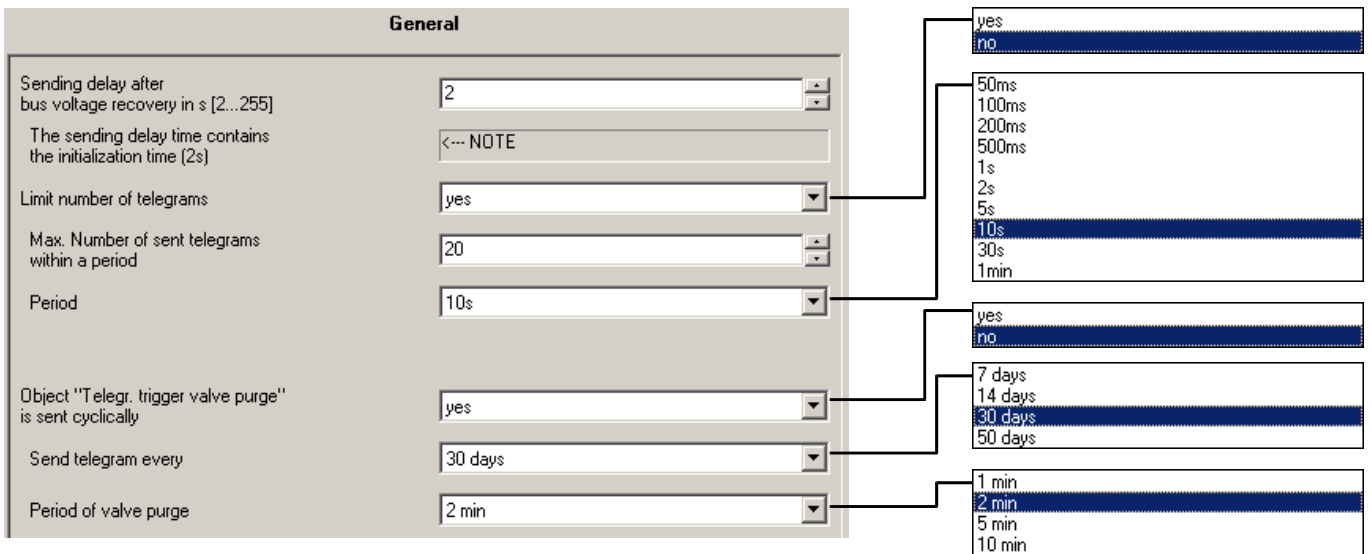 General
Sending delay after
bus voltage recovery in s [2...255]
2
The sending delay time contains
the initialization time (2s)
<--- NOTE
Limit number of telegrams
yes
Max. Number of sent telegrams
within a period
20
Period
10s
Object "Telegr. trigger valve purge"
is sent cyclically
yes
Send telegram every
30 days
Period of valve purge
2 min
yes
no
50ms
100ms
200ms
500ms
1s
2s
5s
10s
30s
1min
yes
no
7 days
14 days
30 days
50 days
1 min
2 min
5 min
10 min